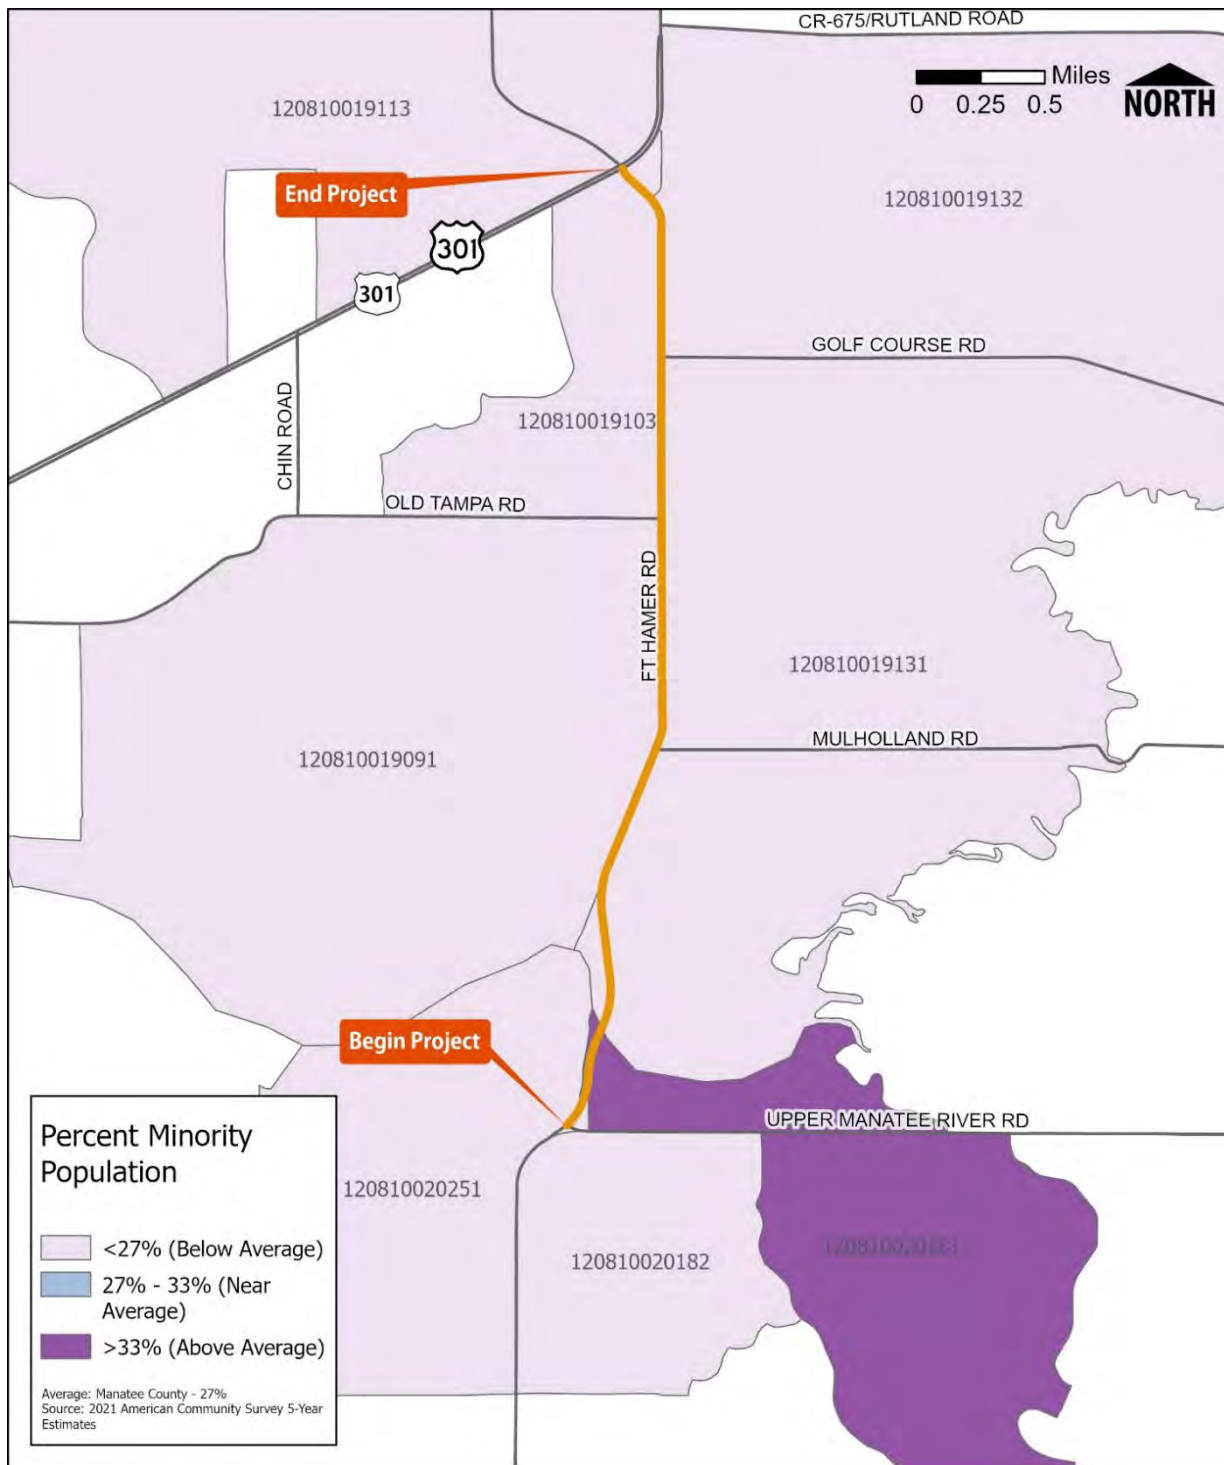 CR-675/RUTLAND ROAD
Miles
0 0.25 0.5
NORTH
120810019113
End Project
120810019132
301
301
GOLF COURSE RD
CHIN ROAD
120810019103
OLD TAMPA RD
FT HAMER RD
120810019131
MULHOLLAND RD
120810019091
Begin Project
UPPER MANATEE RIVER RD
120810020251
120810020182
120810020181
Percent Minority
Population
<27% (Below Average)
27% - 33% (Near
Average)
>33% (Above Average)
Average: Manatee County - 27%
Source: 2021 American Community Survey 5-Year
Estimates